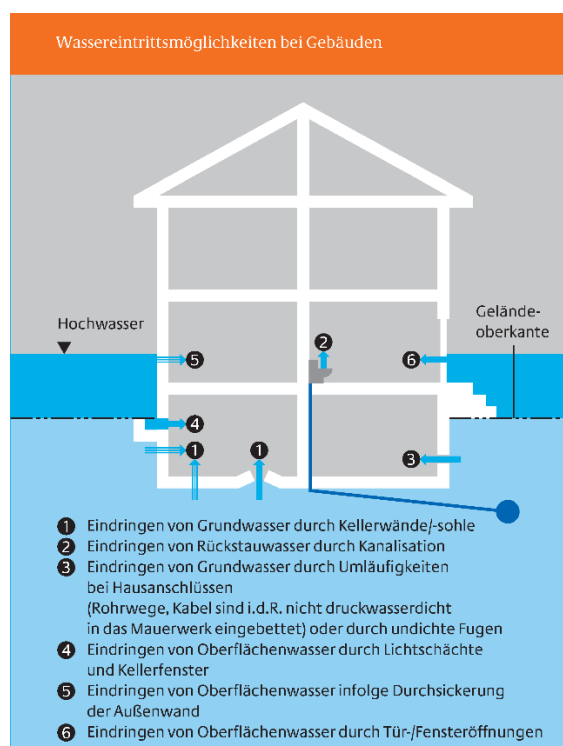 Wassereintrittsmöglichkeiten bei Gebäuden
Hochwasser
Gelände-
oberkante
2
5
6
4
1
1
3
1 Eindringen von Grundwasser durch Kellerwände/-sohle
2 Eindringen von Rückstauwasser durch Kanalisation
3 Eindringen von Grundwasser durch Umläufigkeiten
bei Hausanschlüssen
(Rohrwege, Kabel sind i.d.R. nicht druckwasserdicht
in das Mauerwerk eingebettet) oder durch undichte Fugen
4 Eindringen von Oberflächenwasser durch Lichtschächte
und Kellerfenster
5 Eindringen von Oberflächenwasser infolge Durchsickerung
der Außenwand
6 Eindringen von Oberflächenwasser durch Tür-/Fensteröffnungen